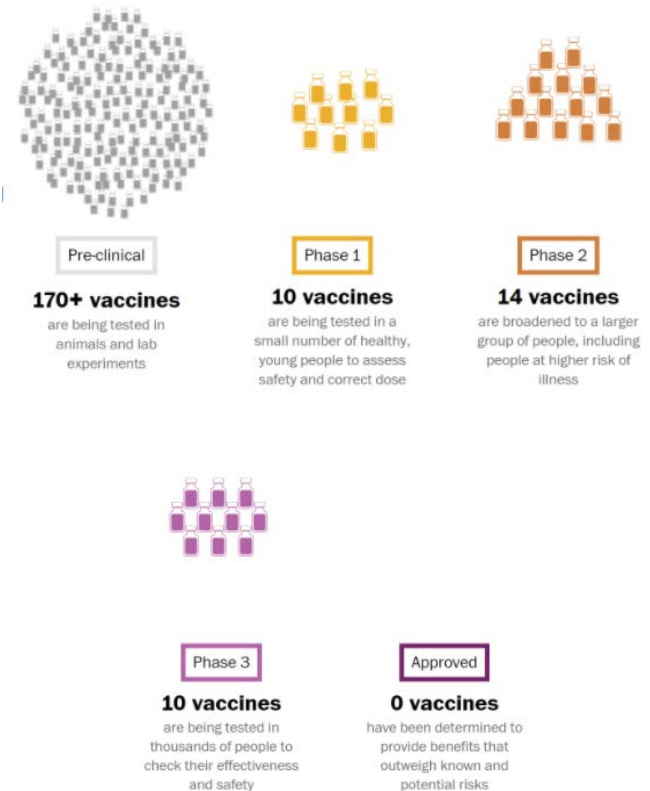 Pre-clinical
170+ vaccines
are being tested in
animals and lab
experiments
Phase 1
10 vaccines
are being tested in a
small number of healthy,
young people to assess
safety and correct dose
Phase 2
14 vaccines
are broadened to a larger
group of people, including
people at higher risk of
illness
Phase 3
10 vaccines
are being tested in
thousands of people to
check their effectiveness
and safety
Approved
0 vaccines
have been determined to
provide benefits that
outweigh known and
potential risks